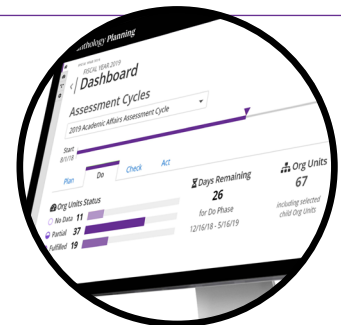 nthology Planning
FISCAL YEAR 2019
Dashboard
Assessment Cycles
2019 Academic Affairs Assessment Cycle
Start
8/1/18
Plan
Do
Check
Act
Org Units Status
No Data 11
Partial 37
Fulfilled 19
Days Remaining
26
for Do Phase
12/16/18 - 5/16/19
Org Units
67
including selected
child Org Units